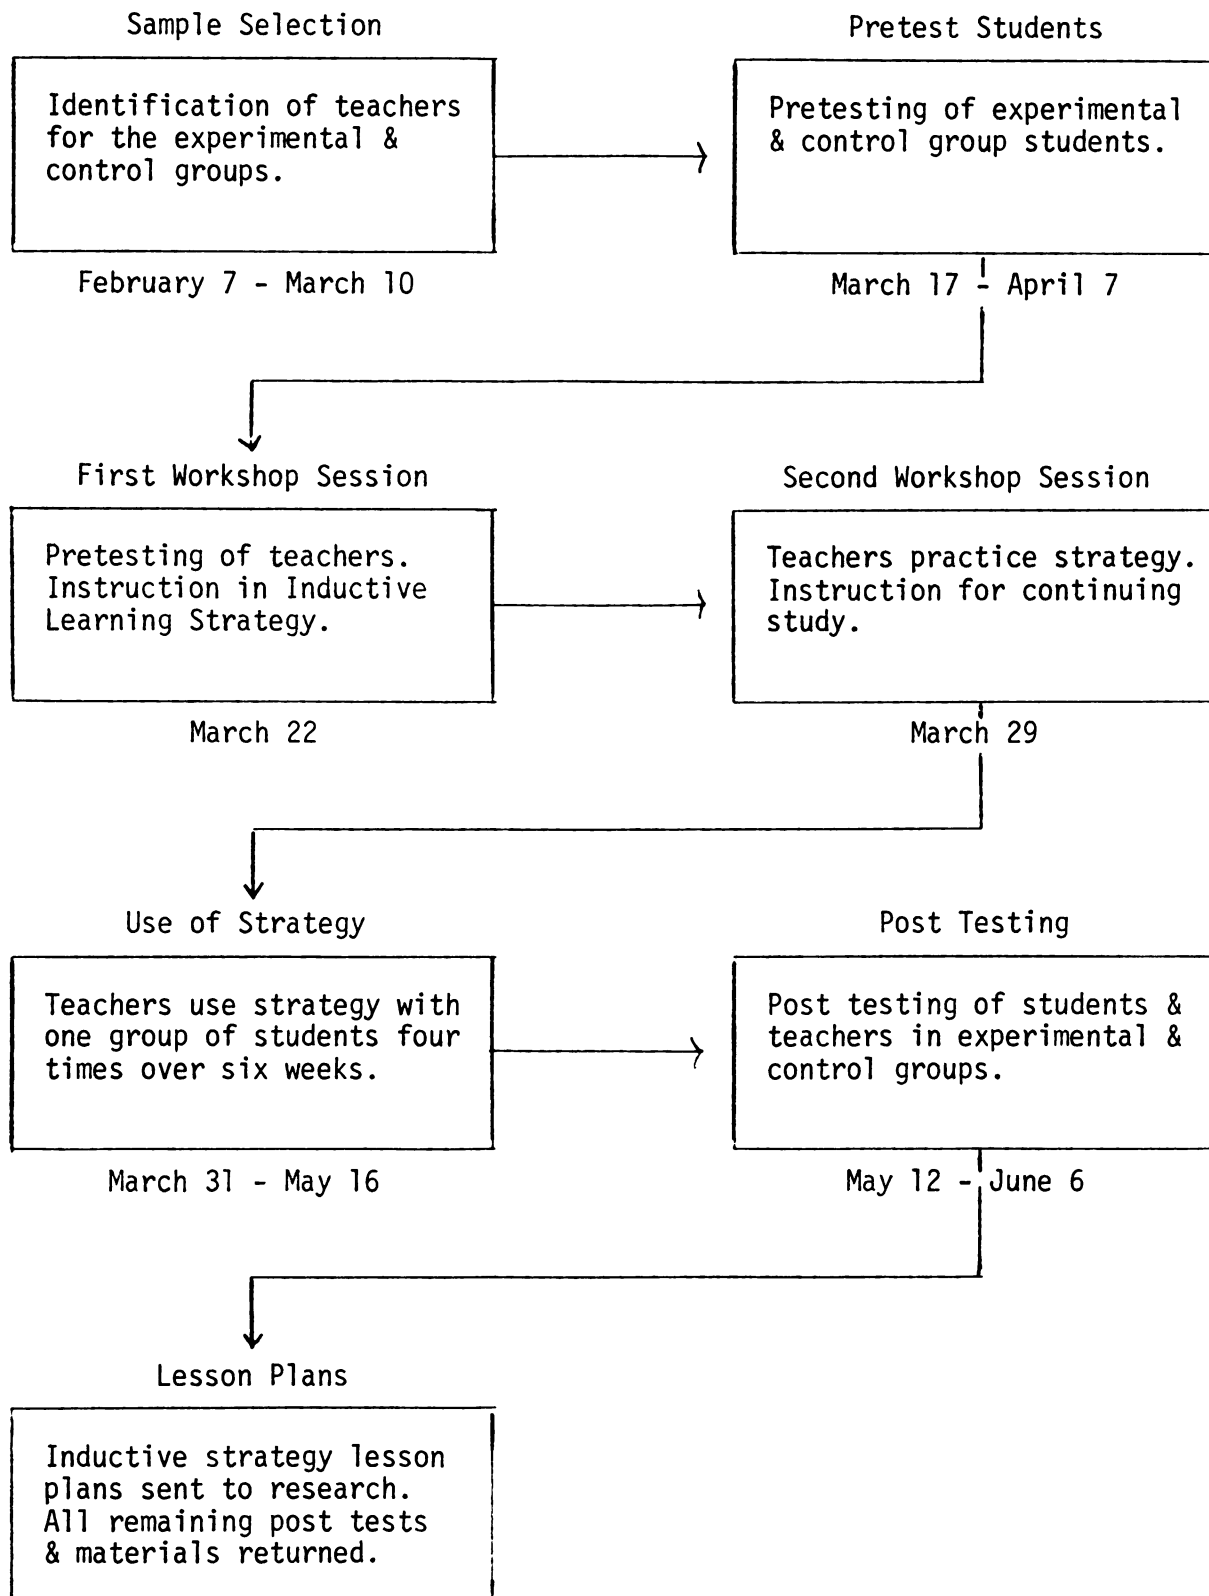 Sample Selection
Identification of teachers
for the experimental &
control groups.
February 7 - March 10
Pretest Students
Pretesting of experimental
& control group students.
March 17 - April 7
First Workshop Session
Pretesting of teachers.
Instruction in Inductive
Learning Strategy.
March 22
Second Workshop Session
Teachers practice strategy.
Instruction for continuing
study.
March 29
Use of Strategy
Teachers use strategy with
one group of students four
times over six weeks.
March 31 - May 16
Post Testing
Post testing of students &
teachers in experimental &
control groups.
May 12 - June 6
Lesson Plans
Inductive strategy lesson
plans sent to research.
All remaining post tests
& materials returned.